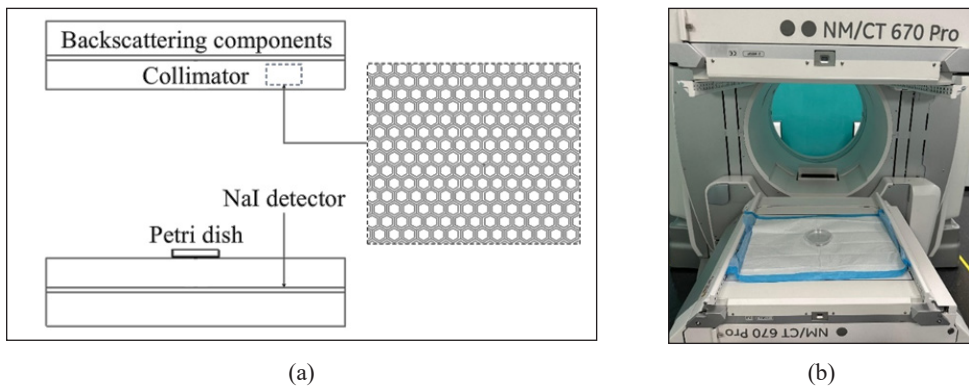 Backscattering components
Collimator
NaI detector
Petri dish
NM/CT 670 Pro
NM/CT 670 Pro
(a)
(b)